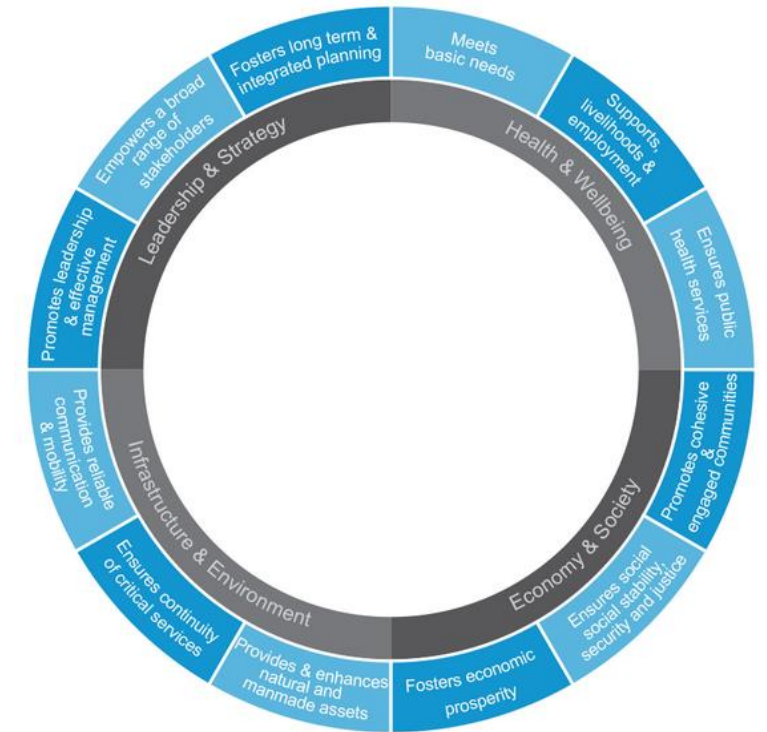 Meets
basic needs
Supports,
livelihoods &
employment
Ensures public
health services
Promotes cohesive
&
engaged communities
Ensures social
social stability,
security and justice
Fosters economic
prosperity
Provides & enhances
natural and
manmade assets
Ensures continuity
of critical services
Provides reliable
communication
& mobility
Promotes leadership
& effective
management
Empowers a broad
range of
stakeholders
Fosters long term &
integrated planning
Health & Wellbeing
Economy & Society
Infrastructure & Environment
Leadership & Strategy